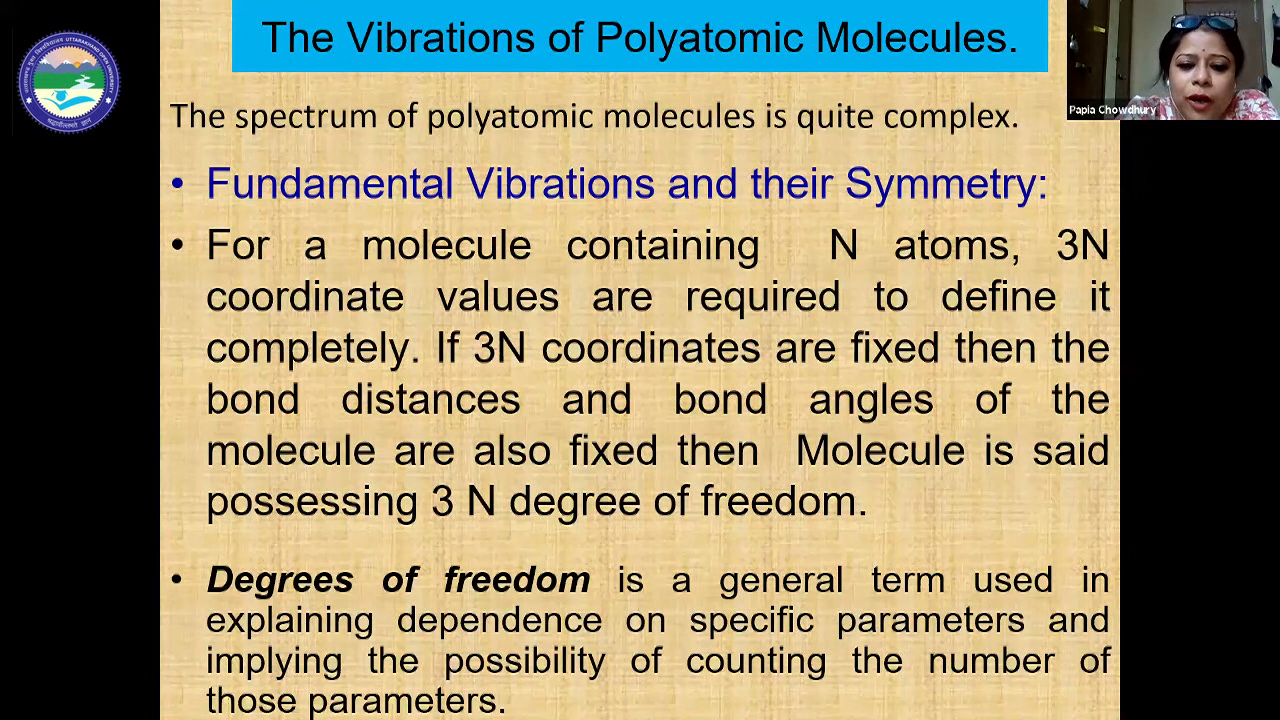 The Vibrations of Polyatomic Molecules.
Papia Chowdhury
The spectrum of polyatomic molecules is quite complex.
• Fundamental Vibrations and their Symmetry:
• For a molecule containing N atoms, 3N
coordinate values are required to define it
completely. If 3N coordinates are fixed then the
bond distances and bond angles of the
molecule are also fixed then Molecule is said
possessing 3 N degree of freedom.
• Degrees of freedom is a general term used in
explaining dependence on specific parameters and
implying the possibility of counting the number of
those parameters.